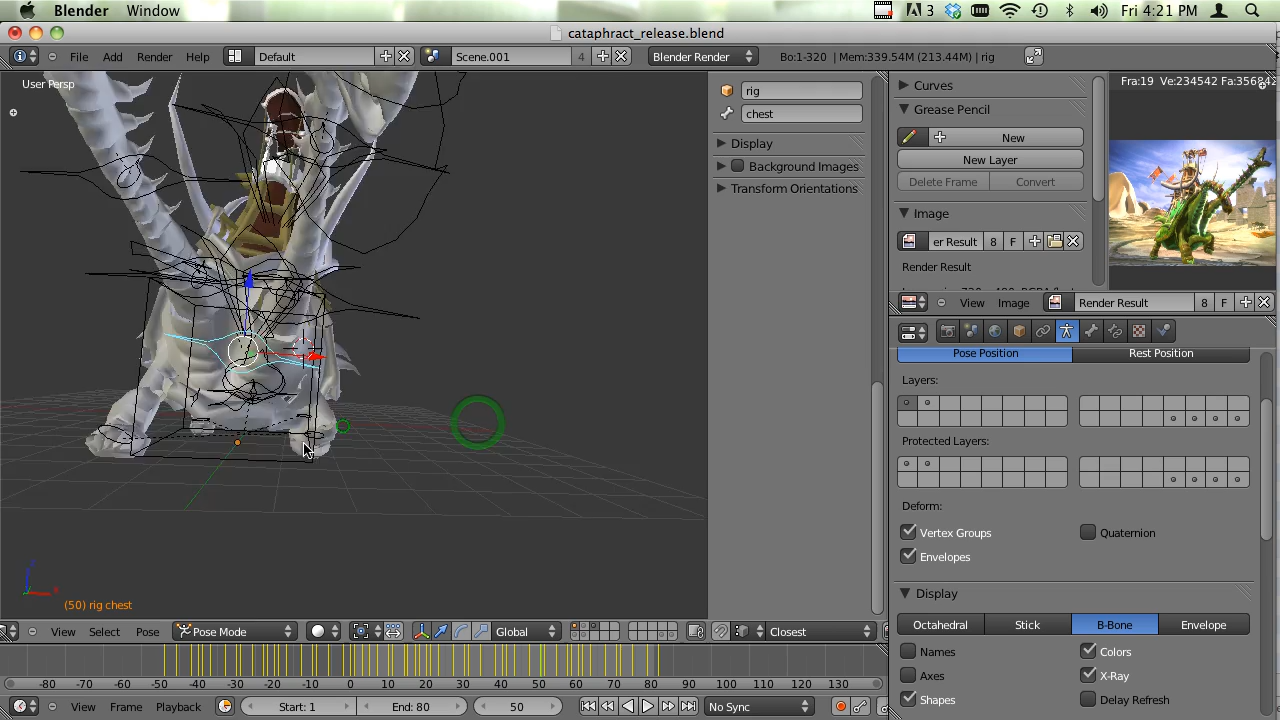 Blender Window 3 Fri 4:21 PM
cataphract_release.blend
File Add Render Help Default Scene.001 4 Blender Render Bo:1-320 | Mem:339.54M (213.44M) | rig
User Persp
rig
chest
Display
Background Images
Transform Orientations
Curves
Grease Pencil
New
New Layer
Delete Frame Convert
Image
er Result 8 F
Render Result
Fra:19 Ve:234542 Fa:35684
View Image Render Result 8 F
Pose Position Rest Position
Layers:
Protected Layers:
Deform:
Vertex Groups Quaternion
Envelopes
Display
Octahedral Stick B-Bone Envelope
Names Colors
Axes X-Ray
Shapes Delay Refresh
(50) rig chest
View Select Pose Pose Mode Global Closest
-80 -70 -60 -50 -40 -30 -20 -10 0 10 20 30 40 50 60 70 80 90 100 110 120 130
View Frame Playback Start: 1 End: 80 50 No Sync